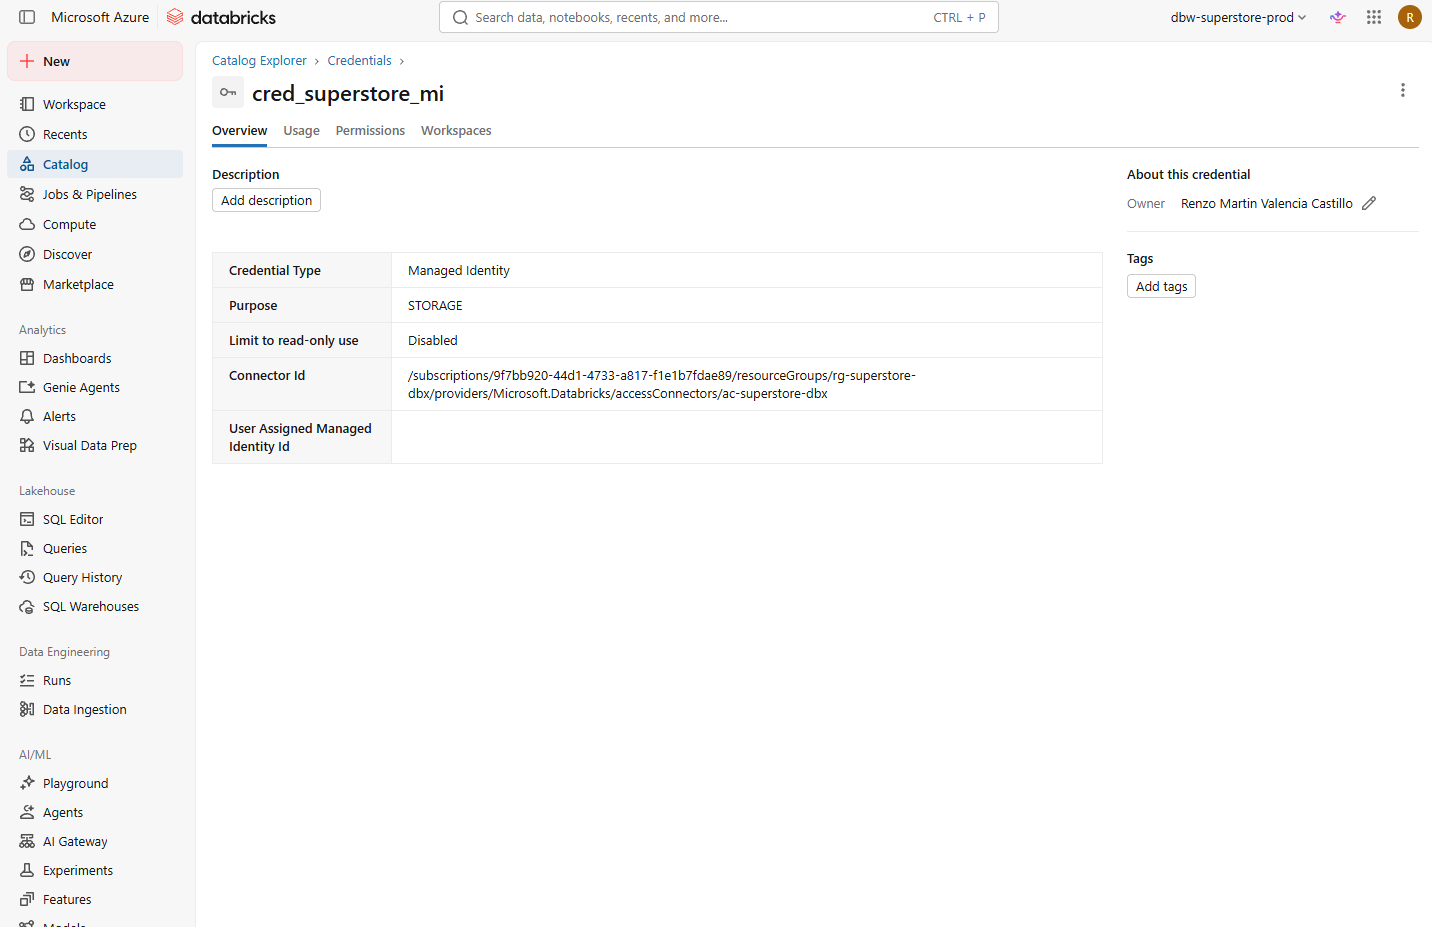 Microsoft Azure
databricks
Search data, notebooks, recents, and more...
CTRL + P
dbw-superstore-prod
R
New
Workspace
Recents
Catalog
Jobs & Pipelines
Compute
Discover
Marketplace
Analytics
Dashboards
Genie Agents
Alerts
Visual Data Prep
Lakehouse
SQL Editor
Queries
Query History
SQL Warehouses
Data Engineering
Runs
Data Ingestion
AI/ML
Playground
Agents
AI Gateway
Experiments
Features
Models
Catalog Explorer › Credentials ›
cred_superstore_mi
Overview Usage Permissions Workspaces
Description
Add description
Credential Type Managed Identity
Purpose STORAGE
Limit to read-only use Disabled
Connector Id /subscriptions/9f7bb920-44d1-4733-a817-f1e1b7fdae89/resourceGroups/rg-superstore-
dbx/providers/Microsoft.Databricks/accessConnectors/ac-superstore-dbx
User Assigned Managed
Identity Id
About this credential
Owner Renzo Martin Valencia Castillo
Tags
Add tags